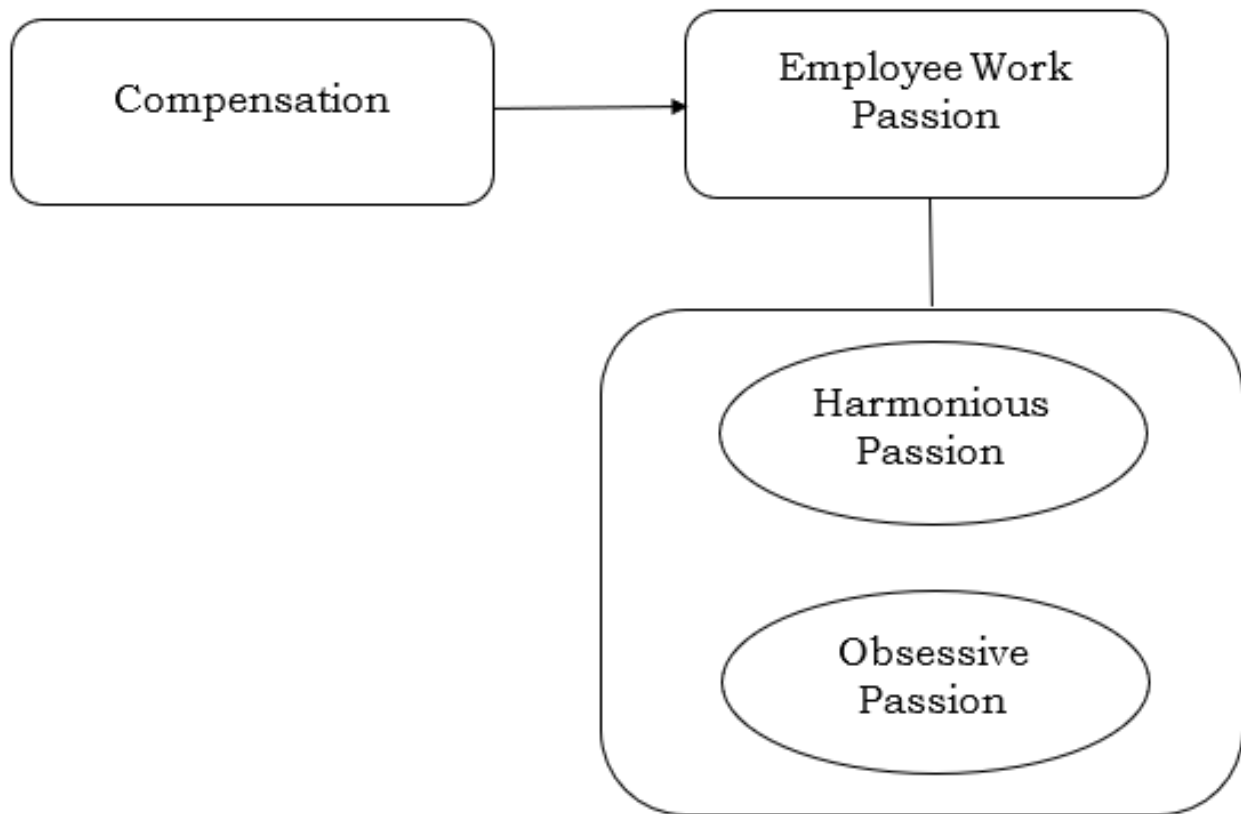 Compensation
Employee Work
Passion
Harmonious
Passion
Obsessive
Passion